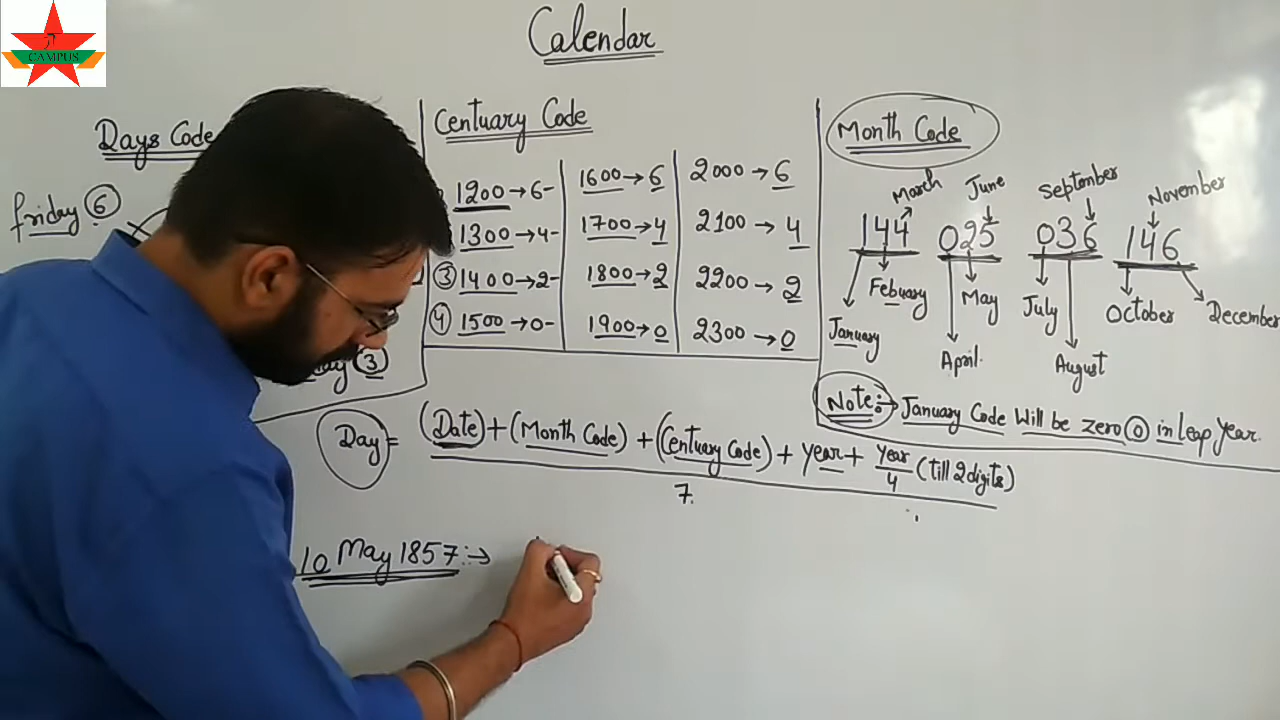 CAMPUS
Calendar
Days Code
friday 6
day 3
Centuary Code
1200→6-
1300→4-
③ 1400→2-
④ 1500→0-
1600→6
1700→4
1800→2
1900→0
2000→6
2100→4
2200→2
2300→0
Month Code
March June September November
144 025 036 146
January Febuary April May July August October December
Note:→ January Code Will be zero 0 in leap year.
Day = (Date)+(Month Code)+(Centuary Code)+year+year/4 (till 2digits)
7
10 May 1857:→